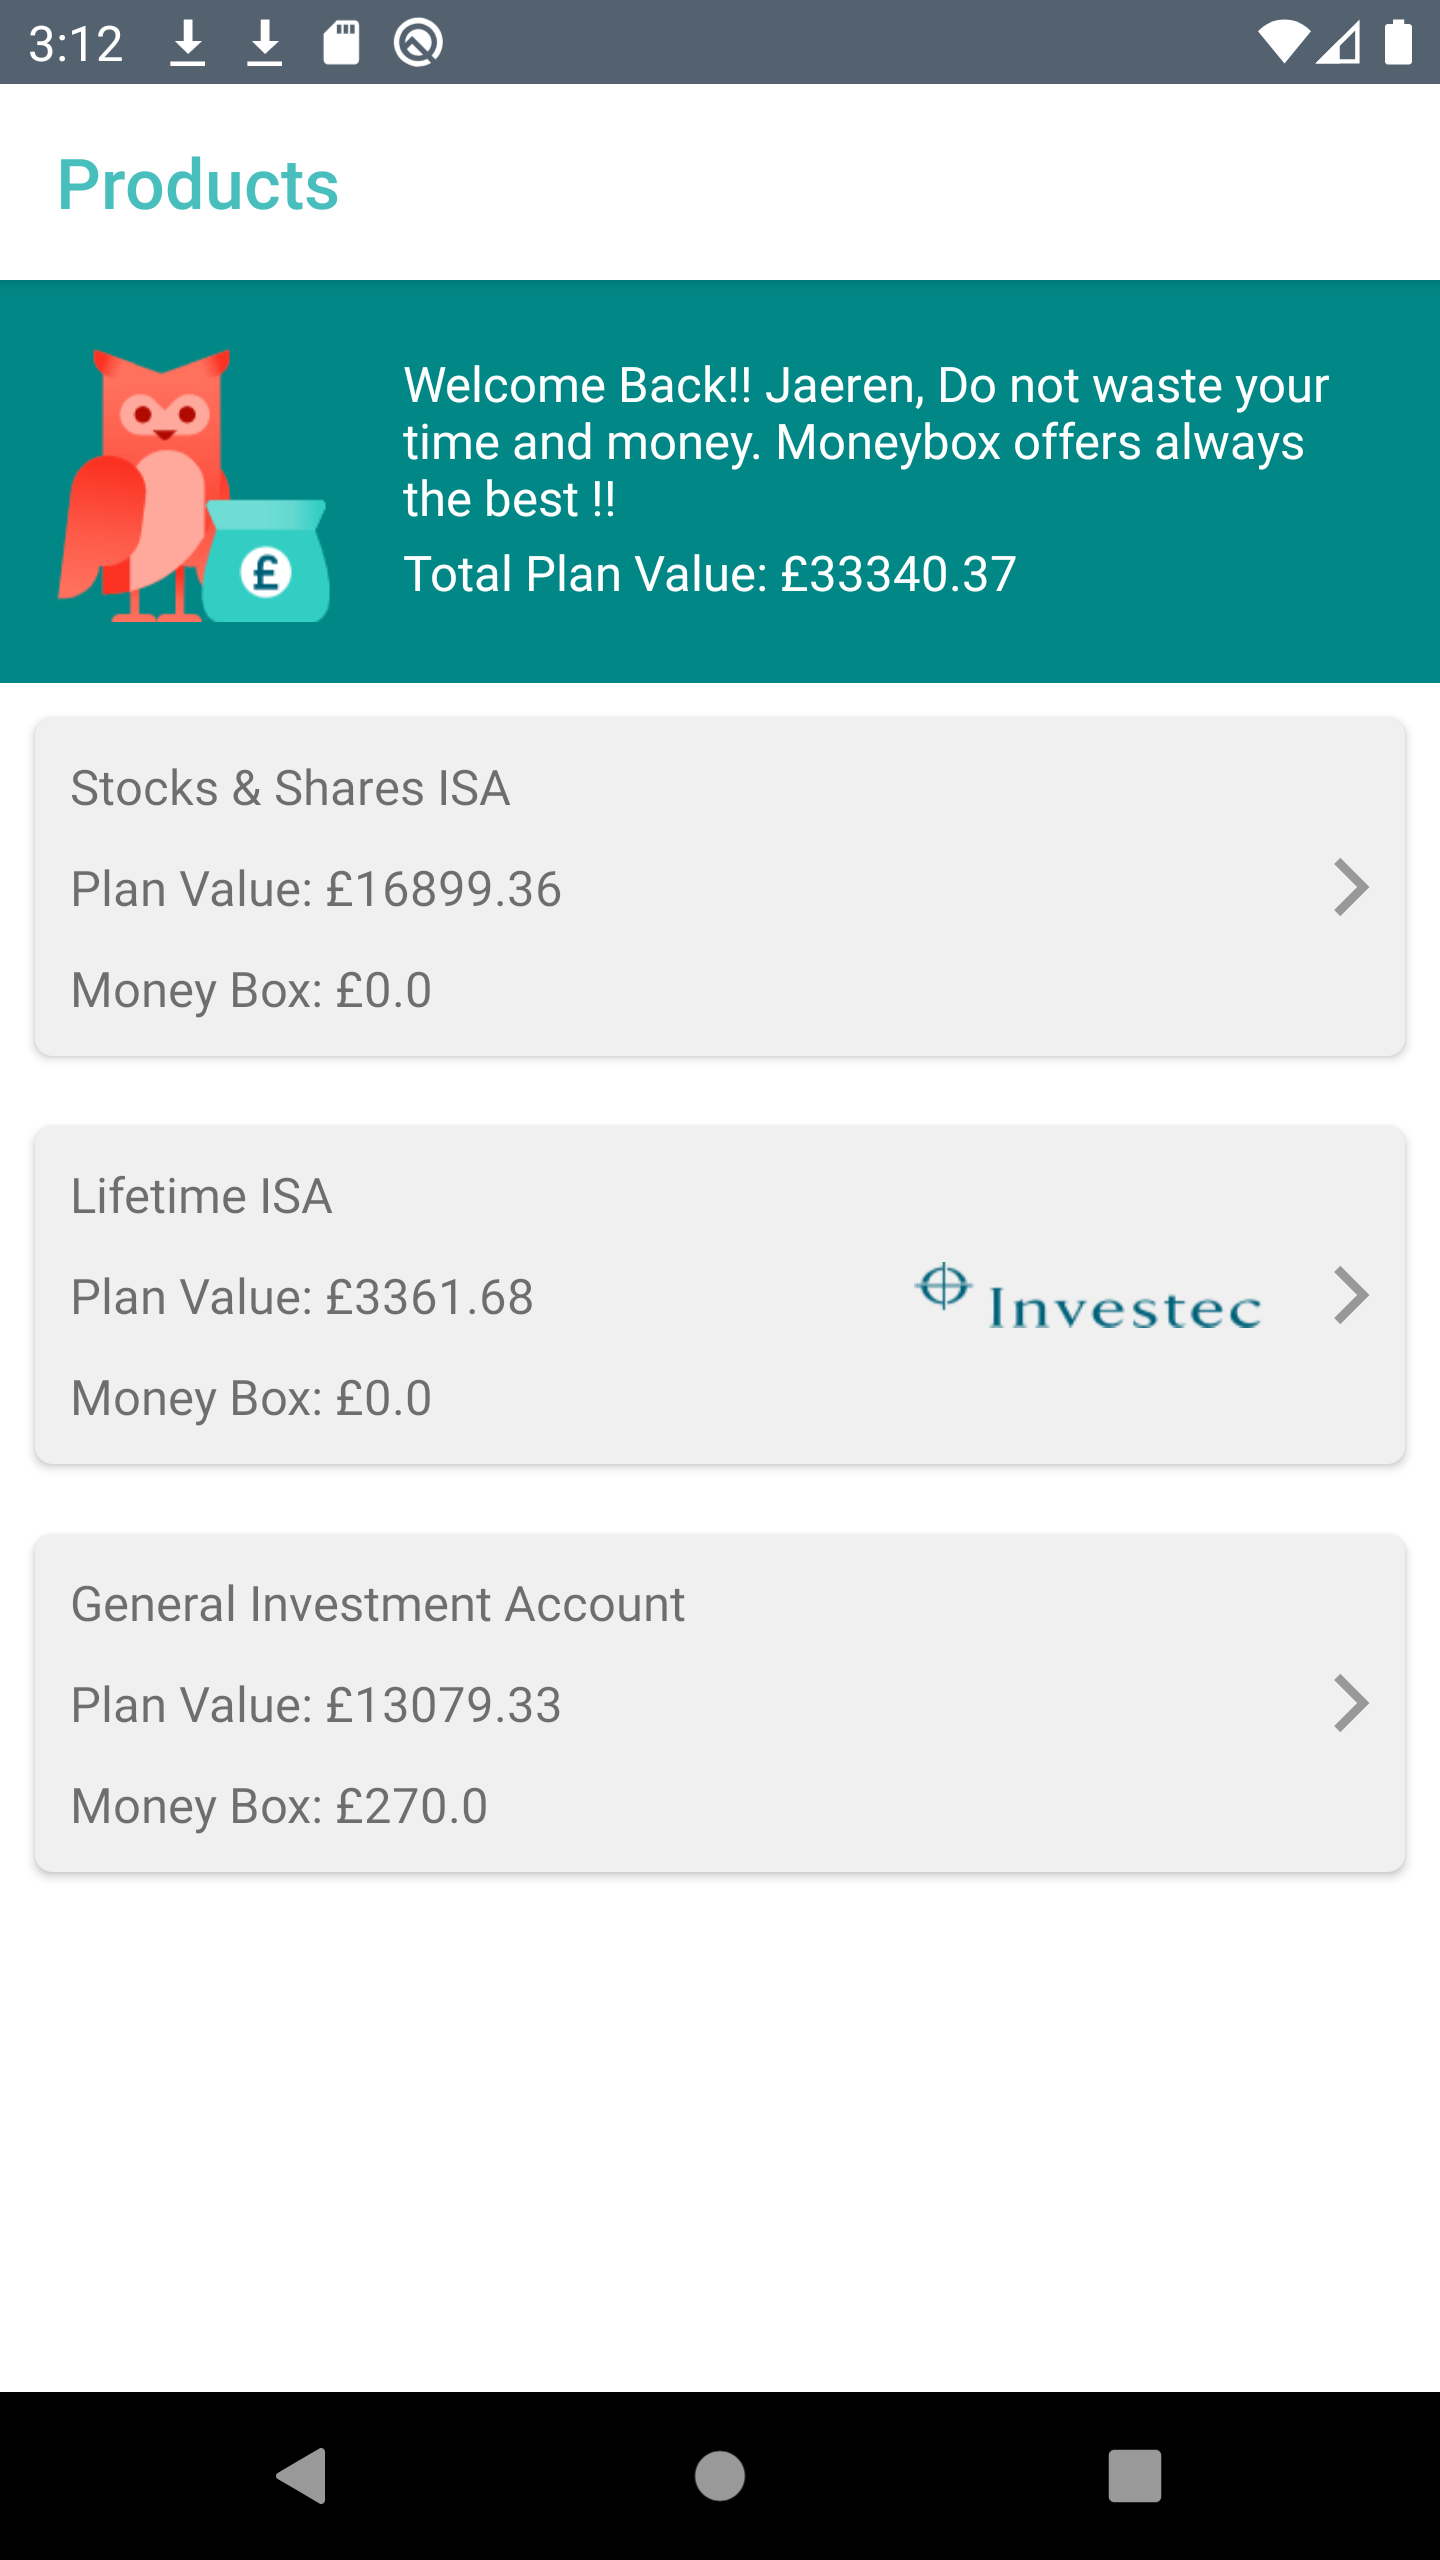 3:12
Products
Welcome Back!! Jaeren, Do not waste your
time and money. Moneybox offers always
the best !!
Total Plan Value: £33340.37
£
Stocks & Shares ISA
Plan Value: £16899.36
Money Box: £0.0
Lifetime ISA
Plan Value: £3361.68
Investec
Money Box: £0.0
General Investment Account
Plan Value: £13079.33
Money Box: £270.0